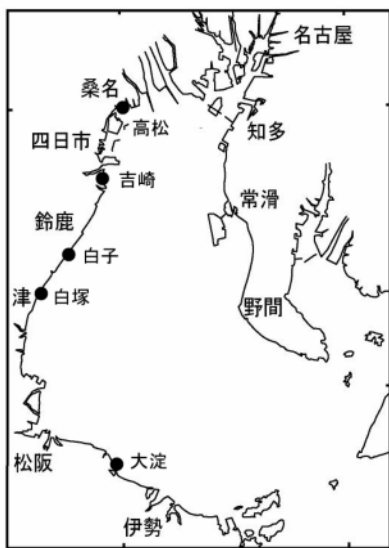 名古屋
桑名
高松
知多
四日市
吉崎
常滑
鈴鹿
白子
津
白塚
野間
松阪
大淀
伊勢